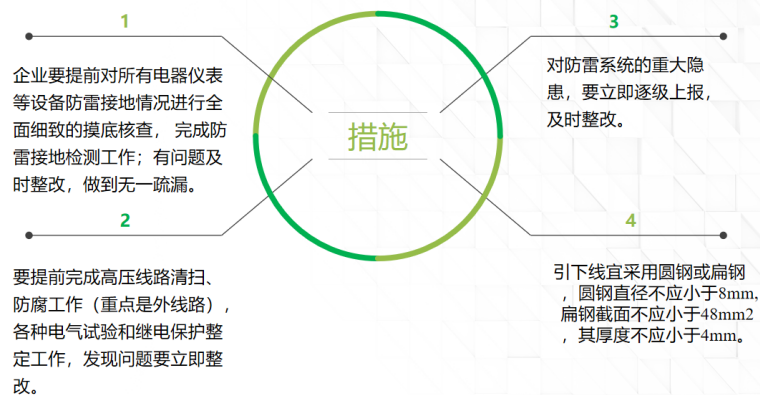 1
企业要提前对所有电器仪表
等设备防雷接地情况进行全
面细致的摸底核查， 完成防
雷接地检测工作；有问题及
时整改，做到无一疏漏。
2
要提前完成高压线路清扫、
防腐工作（重点是外线路），
各种电气试验和继电保护整
定工作，发现问题要立即整
改。
措施
3
对防雷系统的重大隐
患，要立即逐级上报，
及时整改。
4
引下线宜采用圆钢或扁钢
，圆钢直径不应小于8mm,
扁钢截面不应小于48mm2
，其厚度不应小于4mm。